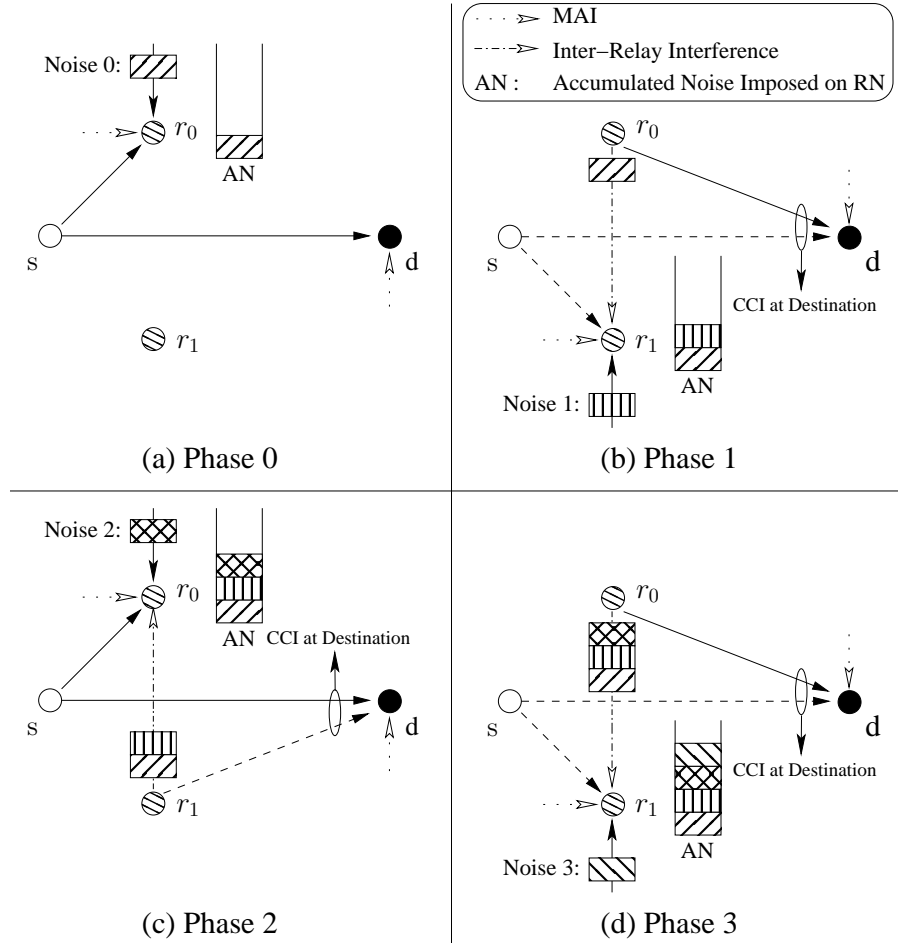 Noise 0:
r0
AN
s
d
r1
(a) Phase 0
MAI
Inter−Relay Interference
AN : Accumulated Noise Imposed on RN
r0
s
d
CCI at Destination
r1
AN
Noise 1:
(b) Phase 1
Noise 2:
r0
AN
CCI at Destination
s
d
r1
(c) Phase 2
r0
s
d
CCI at Destination
r1
AN
Noise 3:
(d) Phase 3